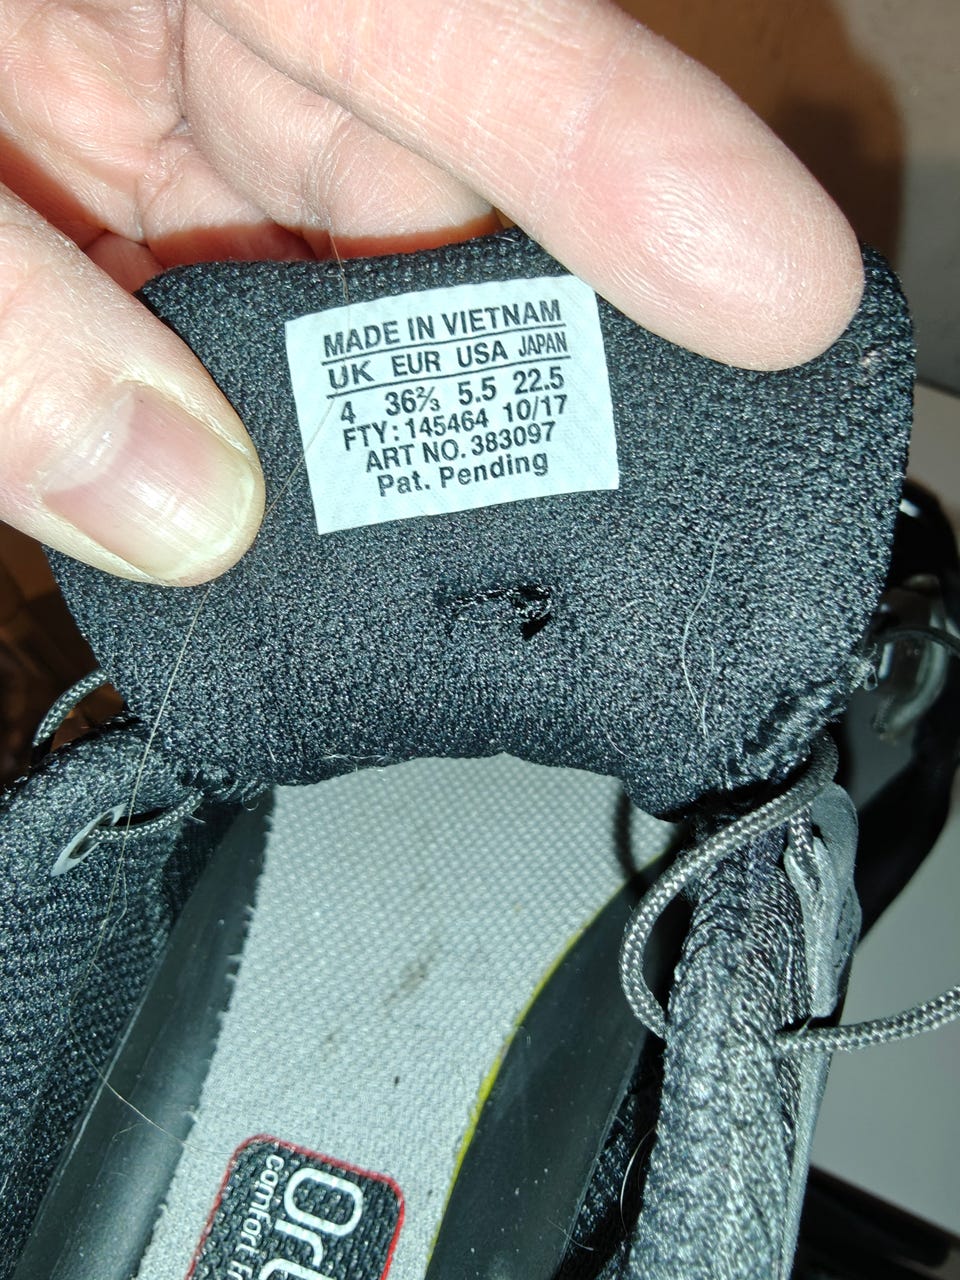 MADE IN VIETNAM
UK EUR USA JAPAN
4 36⅔ 5.5 22.5
FTY: 145464 10/17
ART NO. 383097
Pat. Pending
comfort